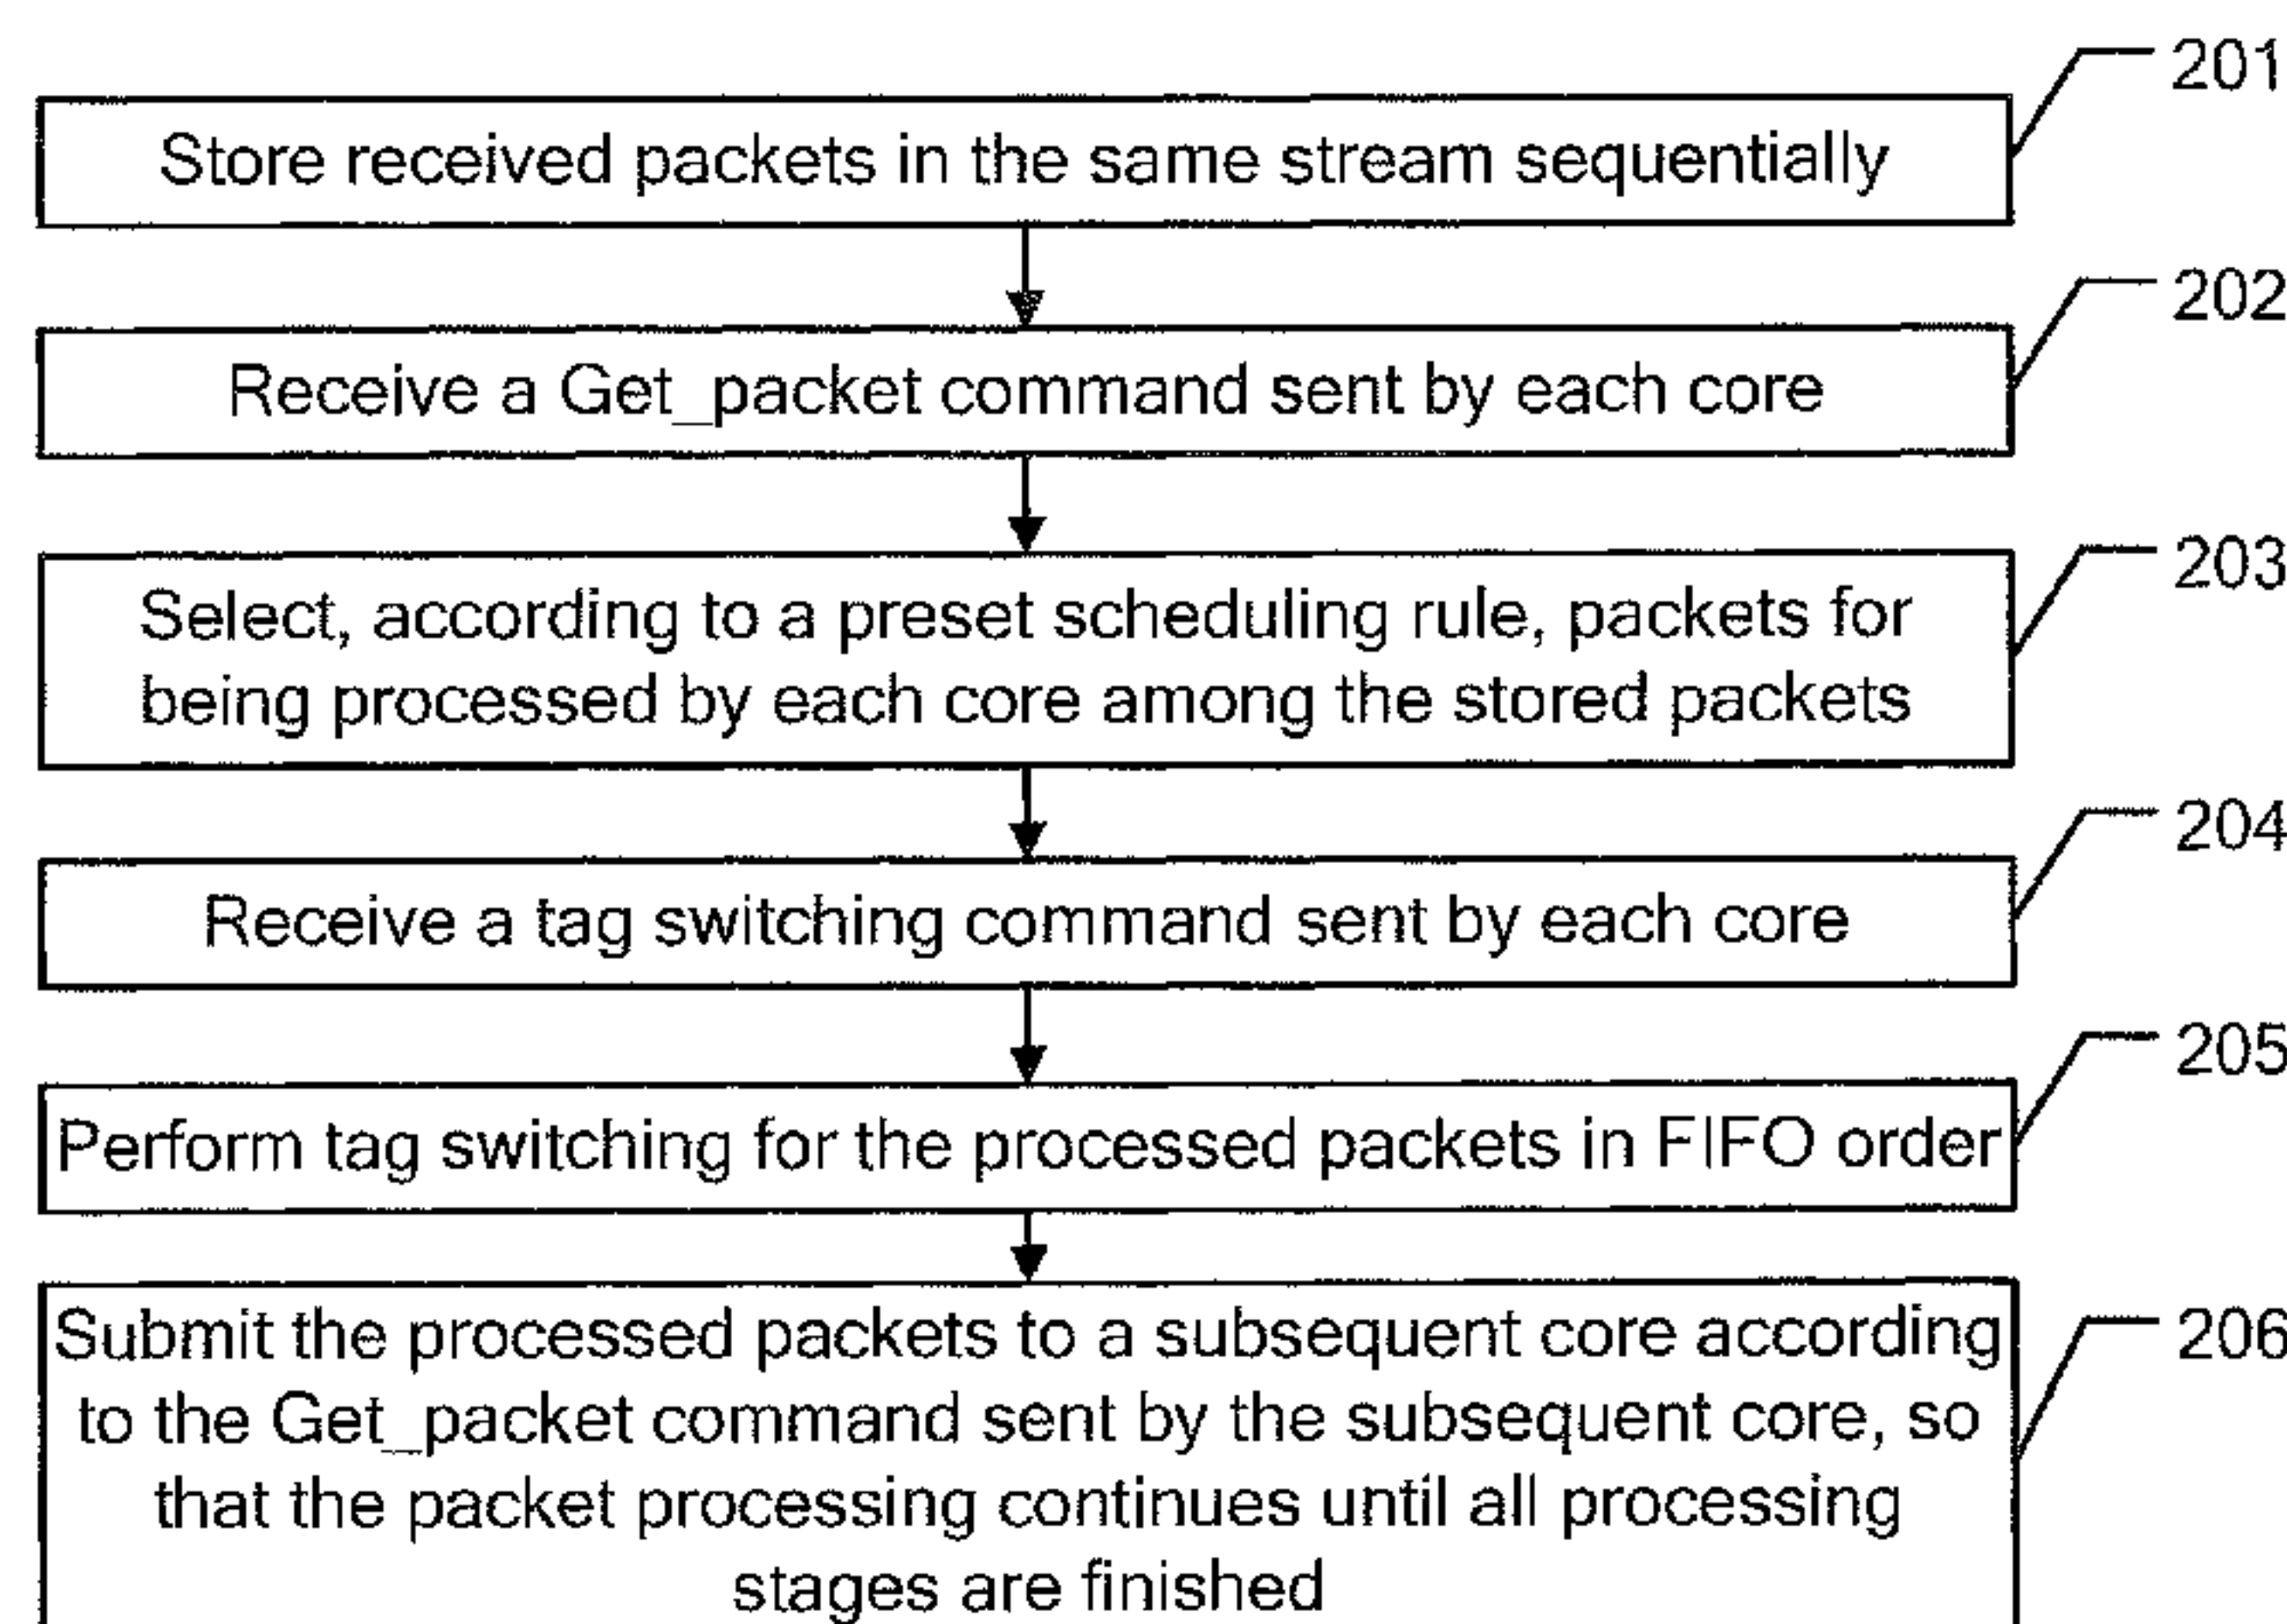 201
Store received packets in the same stream sequentially
202
Receive a Get_packet command sent by each core
203
Select, according to a preset scheduling rule, packets for
being processed by each core among the stored packets
204
Receive a tag switching command sent by each core
205
Perform tag switching for the processed packets in FIFO order
206
Submit the processed packets to a subsequent core according
to the Get_packet command sent by the subsequent core, so
that the packet processing continues until all processing
stages are finished